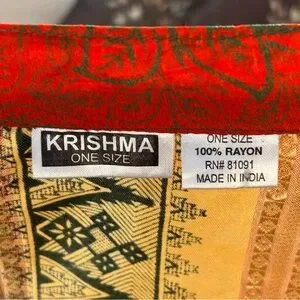 KRISHMA
ONE SIZE
ONE SIZE
100% RAYON
RN# 81091
MADE IN INDIA